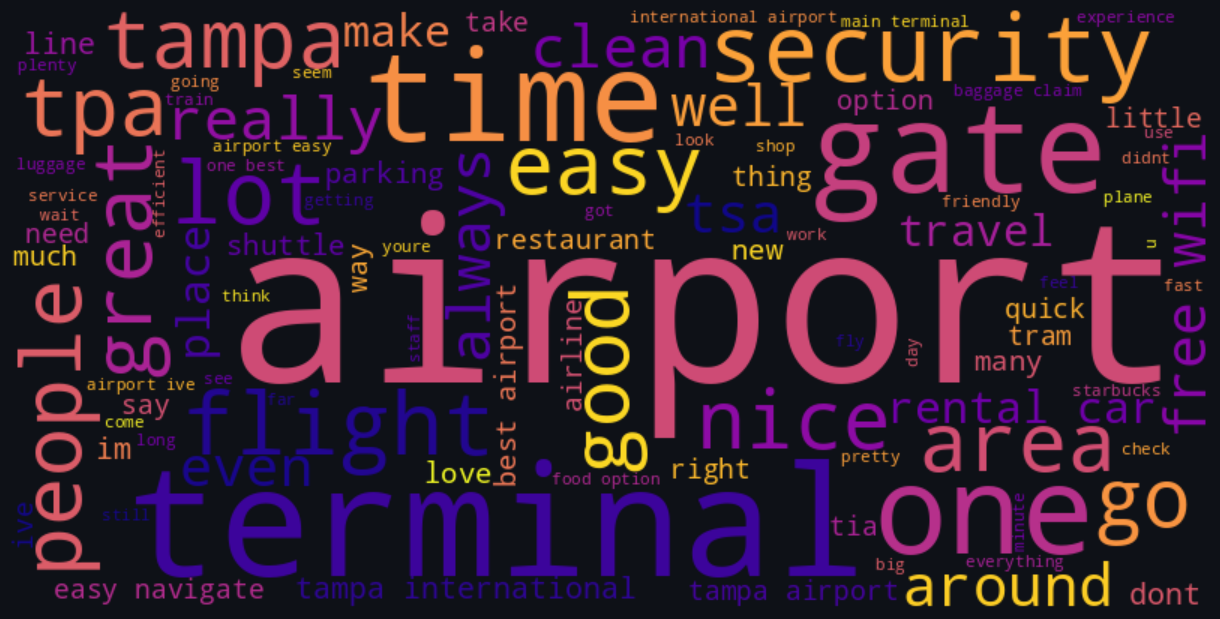 international airport
main terminal
experience
tampa
make
take
line
clean
security
plenty
going
seem
time
tpa
train
really
well
option
baggage claim
little
use
airport easy
look
shop
gate
didnt
luggage
one best
great
efficient
lot
parking
always
easy
thing
service
getting
got
tsa
friendly
plane
free wifi
wait
need
shuttle
youre
restaurant
new
work
travel
u
much
place
way
airport
think
feel
fast
people
staff
best airport
airline
good
fly
day
quick
tram
many
airport ive
see
say
come
far
flight
nice
rental car
starbucks
im
long
area
check
even
love
food option
right
pretty
ive
still
terminal
tia
one
minute
go
easy navigate
tampa international
tampa airport
big
everything
around
dont